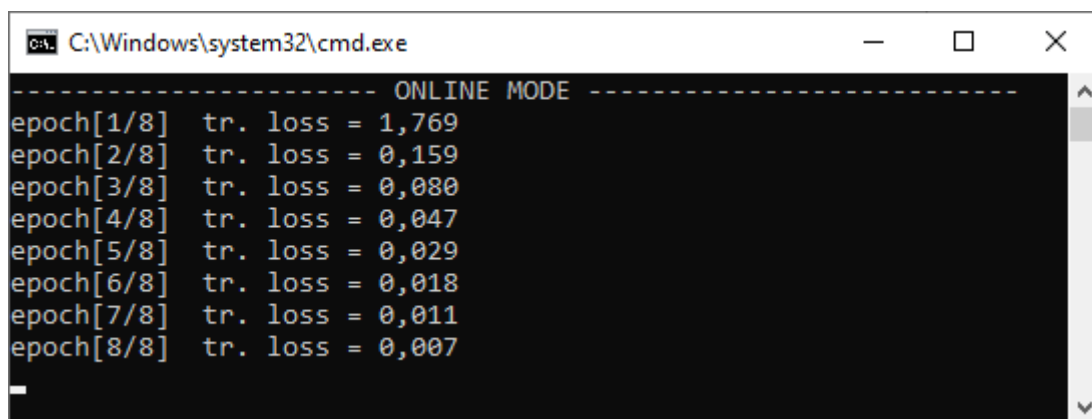 C:\Windows\system32\cmd.exe
----------------------- ONLINE MODE ---------------------------
epoch[1/8]  tr. loss = 1,769
epoch[2/8]  tr. loss = 0,159
epoch[3/8]  tr. loss = 0,080
epoch[4/8]  tr. loss = 0,047
epoch[5/8]  tr. loss = 0,029
epoch[6/8]  tr. loss = 0,018
epoch[7/8]  tr. loss = 0,011
epoch[8/8]  tr. loss = 0,007